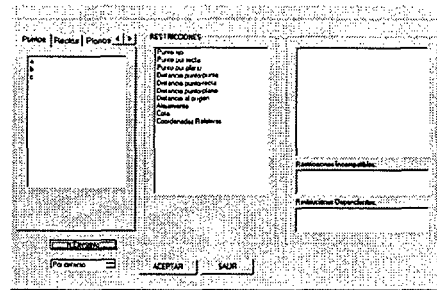 Puntos Rectas Planos
RESTRICCIONES
a
b
c
Punto fijo
Punto por recta
Punto por plano
Distancia punto-punto
Distancia punto-recta
Distancia punto-plano
Distancia al origen
Alejamiento
Cota
Coordenadas Relativas
Restricciones Incompatibles
Restricciones Dependientes
ACEPTAR
SALIR